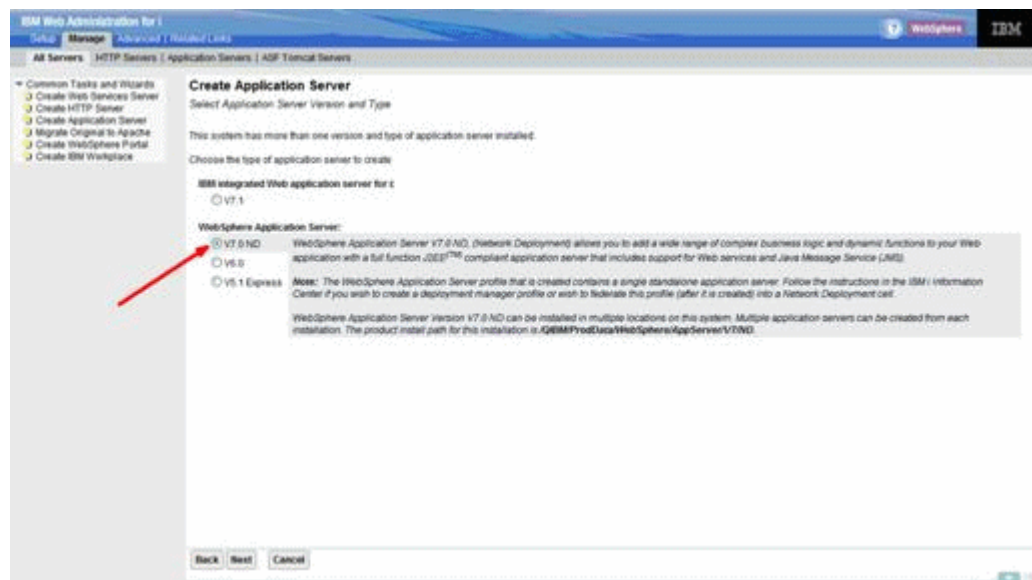 IBM Web Administration for i
Setup Manage Advanced | Related Links
WebSphere
IBM
All Servers HTTP Servers | Application Servers | ASF Tomcat Servers
Common Tasks and Wizards
Create Web Services Server
Create HTTP Server
Create Application Server
Migrate Original to Apache
Create WebSphere Portal
Create IBM Workplace
Create Application Server
Select Application Server Version and Type
This system has more than one version and type of application server installed.
Choose the type of application server to create
IBM integrated Web application server for i:
V7.1
WebSphere Application Server:
V7.0 ND
WebSphere Application Server V7.0 ND, (Network Deployment) allows you to add a wide range of complex business logic and dynamic functions to your Web
application with a full function J2EE(TM) compliant application server that includes support for Web services and Java Message Service (JMS).
V6.0
V5.1 Express
Note: The WebSphere Application Server profile that is created contains a single standalone application server. Follow the instructions in the IBM i Information
Center if you wish to create a deployment manager profile or wish to federate this profile (after it is created) into a Network Deployment cell.
WebSphere Application Server Version V7.0 ND can be installed in multiple locations on this system. Multiple application servers can be created from each
installation. The product install path for this installation is /QIBM/ProdData/WebSphere/AppServer/V7/ND.
Back Next Cancel